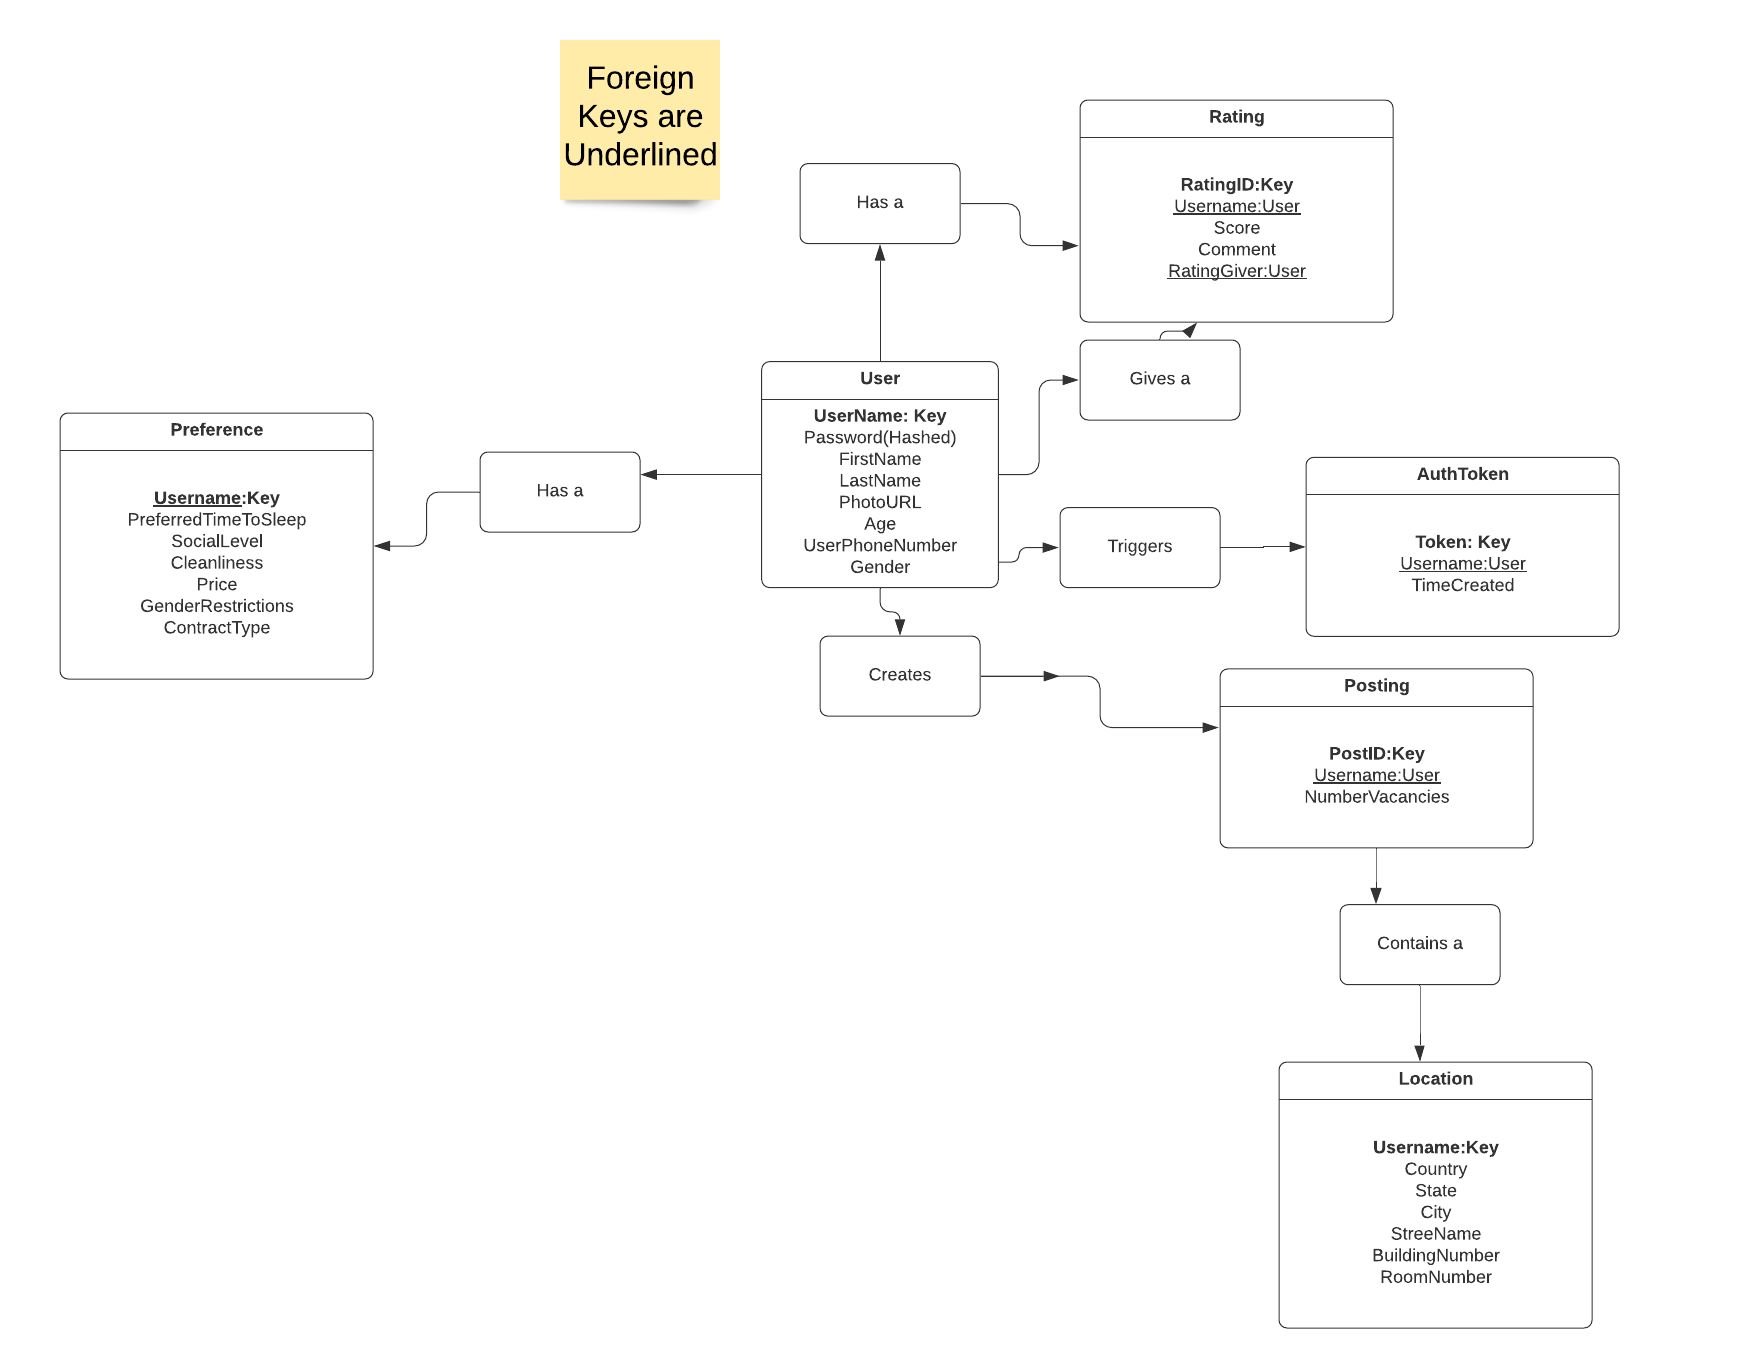 Foreign
Keys are
Underlined
Rating
RatingID:Key
Username:User
Score
Comment
RatingGiver:User
Has a
Gives a
User
UserName: Key
Password(Hashed)
FirstName
LastName
PhotoURL
Age
UserPhoneNumber
Gender
Preference
Username:Key
PreferredTimeToSleep
SocialLevel
Cleanliness
Price
GenderRestrictions
ContractType
Has a
Triggers
AuthToken
Token: Key
Username:User
TimeCreated
Creates
Posting
PostID:Key
Username:User
NumberVacancies
Contains a
Location
Username:Key
Country
State
City
StreeName
BuildingNumber
RoomNumber